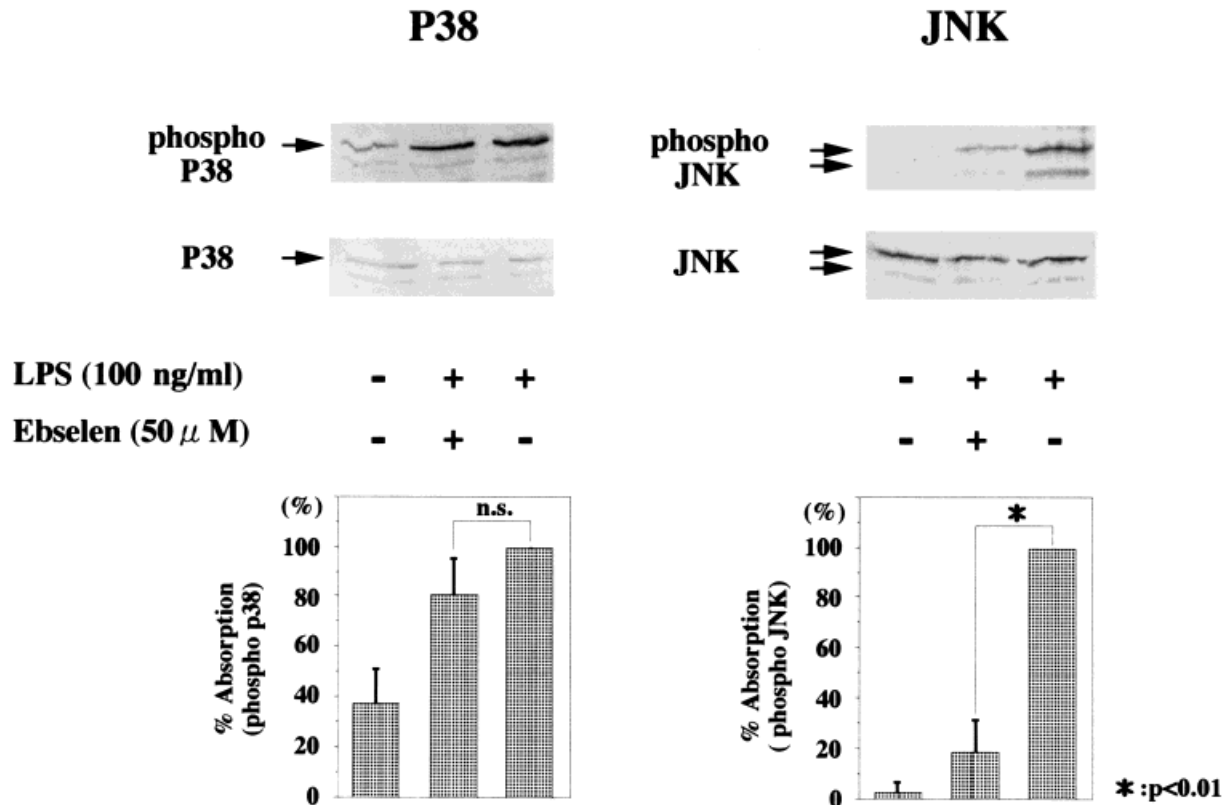 P38 JNK
phospho
P38
phospho
JNK
P38
JNK
LPS (100 ng/ml) - + + - + +
Ebselen (50 μ M) - + - - + -
(%)
n.s.
100
80
60
40
20
0
% Absorption
(phospho p38)
(%)
*
100
80
60
40
20
0
% Absorption
( phospho JNK)
* :p<0.01